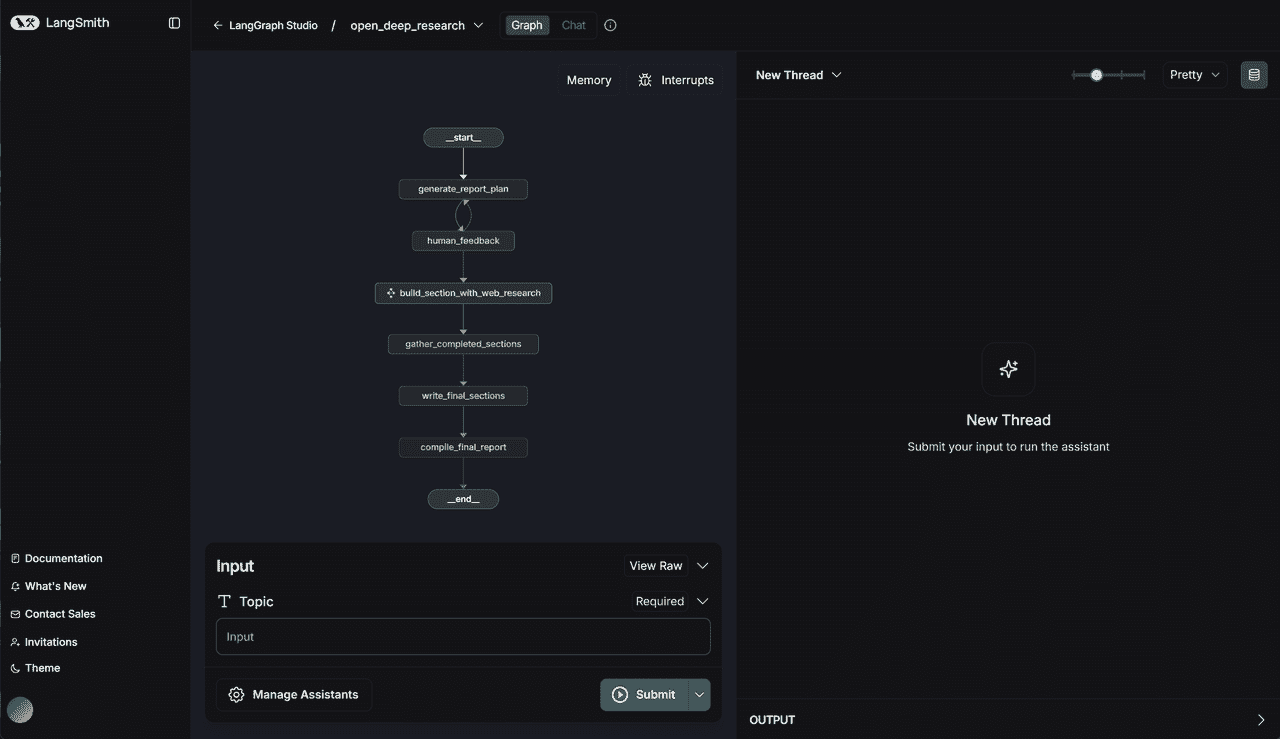 LangSmith
LangGraph Studio / open_deep_research
Graph
Chat
Memory
Interrupts
__start__
generate_report_plan
human_feedback
build_section_with_web_research
gather_completed_sections
write_final_sections
compile_final_report
__end__
Input
View Raw
Topic
Required
Input
Manage Assistants
Submit
New Thread
Pretty
New Thread
Submit your input to run the assistant
OUTPUT
Documentation
What's New
Contact Sales
Invitations
Theme